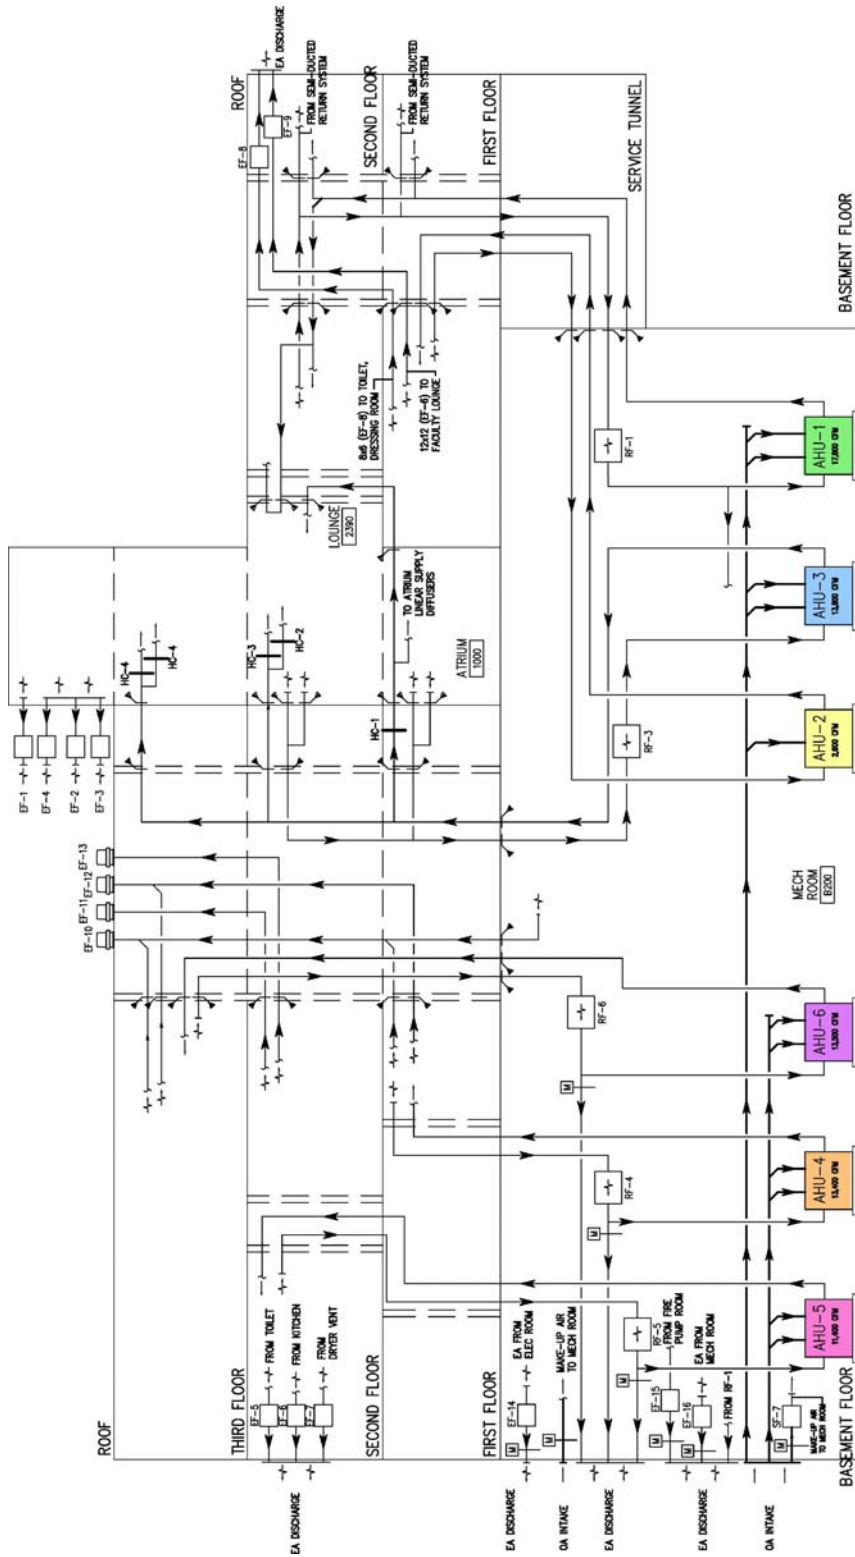 EA DISCHARGE
ROOF
EF-8
EF-9
FROM SEMI-DUCTED
RETURN SYSTEM
SECOND FLOOR
FROM SEMI-DUCTED
RETURN SYSTEM
FIRST FLOOR
SERVICE TUNNEL
BASEMENT FLOOR
8x6 (EF-8) TO TOILET,
DRESSING ROOM
12x12 (EF-6) TO
FACULTY LOUNGE
RF-1
AHU-1
17,800 CFM
LOUNGE
2390
HC-4
HC-4
HC-3
HC-2
TO ATRIUM
LINEAR SUPPLY
DIFFUSERS
ATRIUM
1000
HC-1
AHU-3
13,800 CFM
RF-3
AHU-2
2,600 CFM
EF-1
EF-4
EF-2
EF-3
EF-13
EF-12
EF-11
EF-10
MECH
ROOM
B200
RF-6
M
AHU-6
13,500 CFM
RF-4
M
AHU-4
13,400 CFM
RF-5
M
AHU-5
11,400 CFM
ROOF
THIRD FLOOR
EF-5
FROM TOILET
EF-6
FROM KITCHEN
EF-7
FROM
DRYER VENT
EA DISCHARGE
SECOND FLOOR
FIRST FLOOR
EF-14
EA FROM
ELEC ROOM
M
EA DISCHARGE
MAKE-UP AIR
TO MECH ROOM
OA INTAKE
EA DISCHARGE
EF-15
FROM FIRE
PUMP ROOM
M
EF-16
EA FROM
MECH ROOM
M
FROM RF-1
EA DISCHARGE
OA INTAKE
SF-7
M
MAKE-UP AIR
TO MECH ROOM
BASEMENT FLOOR